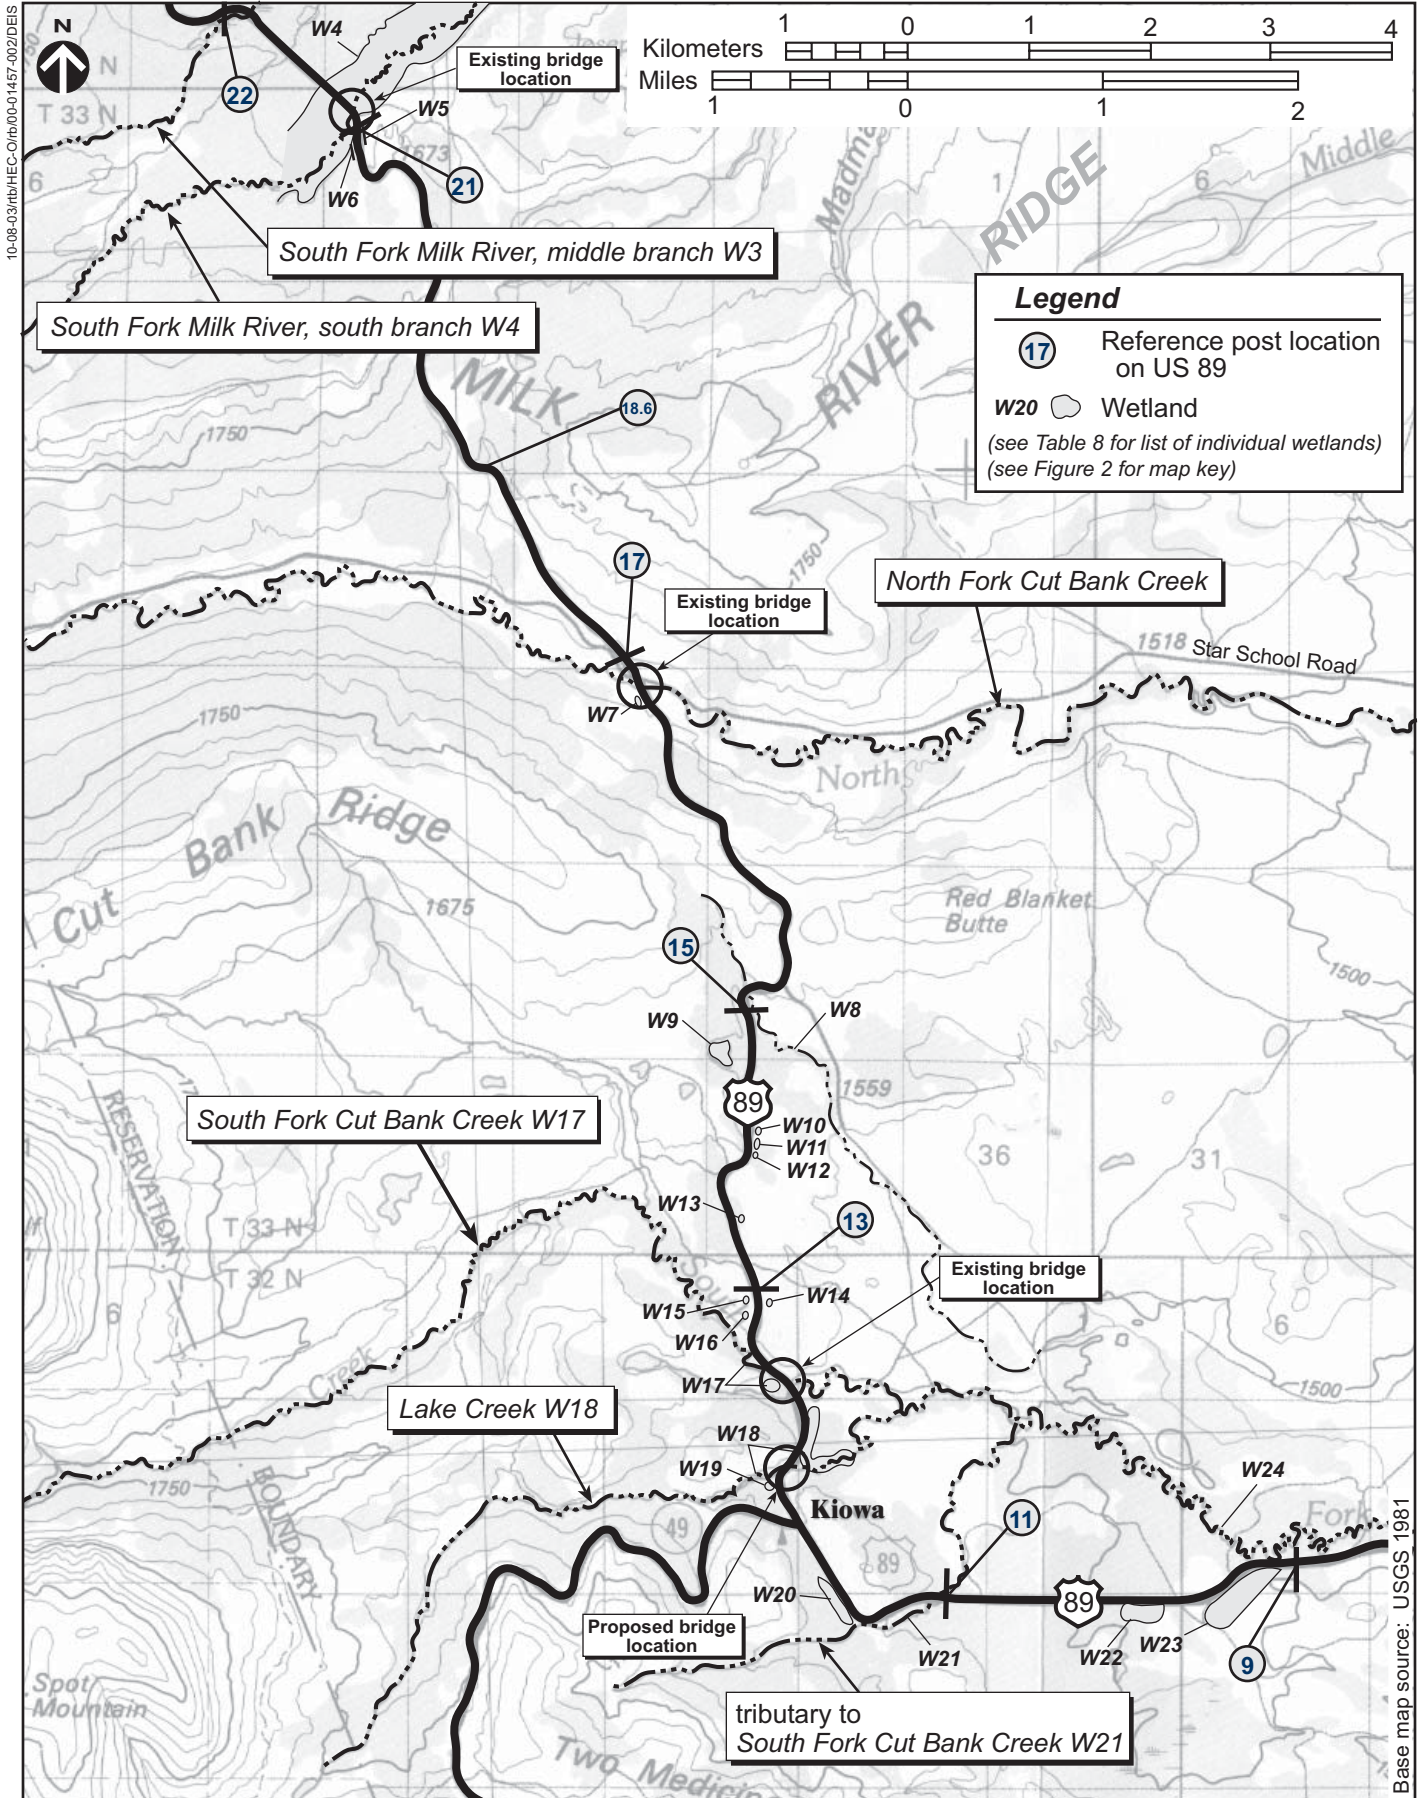 10-08-03/rtb/HEC-O/rb/00-01457-002/DEIS
N
1 0 1 2 3 4
Kilometers
Miles
1 0 1 2
W4
Existing bridge
location
22
N
T 33 N
W5
1673
21
6
W6
1
6
Middle
South Fork Milk River, middle branch W3
South Fork Milk River, south branch W4
MILK
RIVER
RIDGE
Legend
17 Reference post location
on US 89
W20 Wetland
(see Table 8 for list of individual wetlands)
(see Figure 2 for map key)
18.6
1750
1750
17
Existing bridge
location
North Fork Cut Bank Creek
1518
Star School Road
W7
1750
North
Cut Bank Ridge
1675
Red Blanket
Butte
1500
15
W9
W8
89
1559
South Fork Cut Bank Creek W17
RESERVATION
W10
W11
W12
36
31
W13
13
T 33 N
T 32 N
6
Existing bridge
location
W15
W14
W16
6
Creek
W17
1500
Lake Creek W18
W18
W19
W24
1750
BOUNDARY
49
Kiowa
11
Fork
89
89
W20
Proposed bridge
location
W21
W22
W23
9
Spot
Mountain
tributary to
South Fork Cut Bank Creek W21
Two
Base map source: USGS 1981